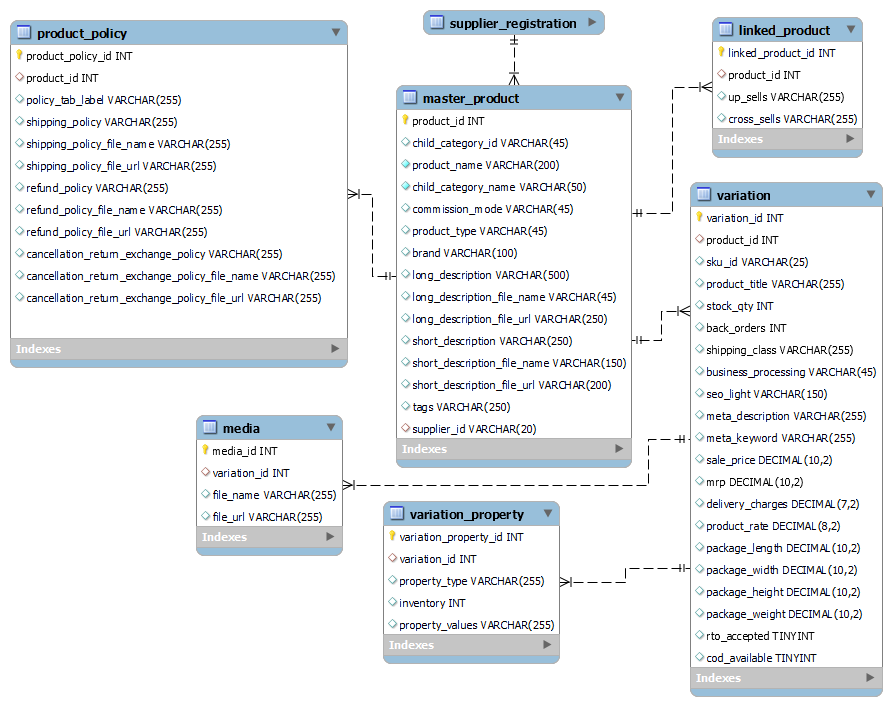 product_policy
product_policy_id INT
product_id INT
policy_tab_label VARCHAR(255)
shipping_policy VARCHAR(255)
shipping_policy_file_name VARCHAR(255)
shipping_policy_file_url VARCHAR(255)
refund_policy VARCHAR(255)
refund_policy_file_name VARCHAR(255)
refund_policy_file_url VARCHAR(255)
cancellation_return_exchange_policy VARCHAR(255)
cancellation_return_exchange_policy_file_name VARCHAR(255)
cancellation_return_exchange_policy_file_url VARCHAR(255)
Indexes
supplier_registration
master_product
product_id INT
child_category_id VARCHAR(45)
product_name VARCHAR(200)
child_category_name VARCHAR(50)
commission_mode VARCHAR(45)
product_type VARCHAR(45)
brand VARCHAR(100)
long_description VARCHAR(500)
long_description_file_name VARCHAR(45)
long_description_file_url VARCHAR(250)
short_description VARCHAR(250)
short_description_file_name VARCHAR(150)
short_description_file_url VARCHAR(200)
tags VARCHAR(250)
supplier_id VARCHAR(20)
Indexes
linked_product
linked_product_id INT
product_id INT
up_sells VARCHAR(255)
cross_sells VARCHAR(255)
Indexes
variation
variation_id INT
product_id INT
sku_id VARCHAR(25)
product_title VARCHAR(255)
stock_qty INT
back_orders INT
shipping_class VARCHAR(255)
business_processing VARCHAR(45)
seo_light VARCHAR(150)
meta_description VARCHAR(255)
meta_keyword VARCHAR(255)
sale_price DECIMAL(10,2)
mrp DECIMAL(10,2)
delivery_charges DECIMAL(7,2)
product_rate DECIMAL(8,2)
package_length DECIMAL(10,2)
package_width DECIMAL(10,2)
package_height DECIMAL(10,2)
package_weight DECIMAL(10,2)
rto_accepted TINYINT
cod_available TINYINT
Indexes
media
media_id INT
variation_id INT
file_name VARCHAR(255)
file_url VARCHAR(255)
Indexes
variation_property
variation_property_id INT
variation_id INT
property_type VARCHAR(255)
inventory INT
property_values VARCHAR(255)
Indexes